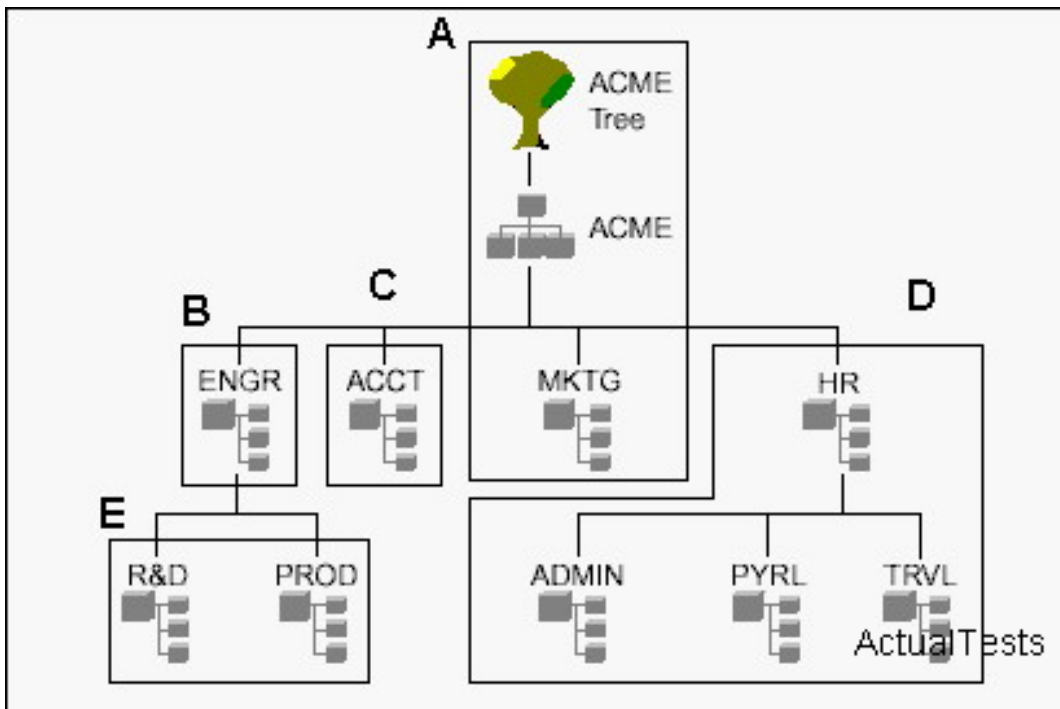 A
ACME
Tree
ACME
B
C
D
ENGR
ACCT
MKTG
HR
E
R&D
PROD
ADMIN
PYRL
TRVL
ActualTests